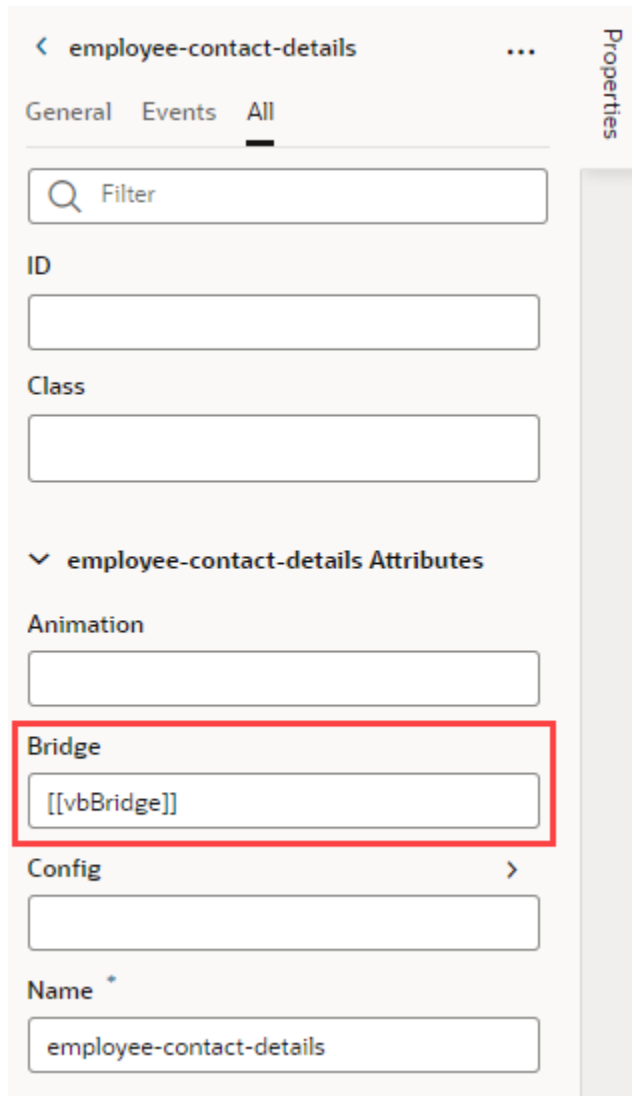 employee-contact-details
...
Properties
General Events All
Filter
ID
Class
employee-contact-details Attributes
Animation
Bridge
[[vbBridge]]
Config
Name *
employee-contact-details